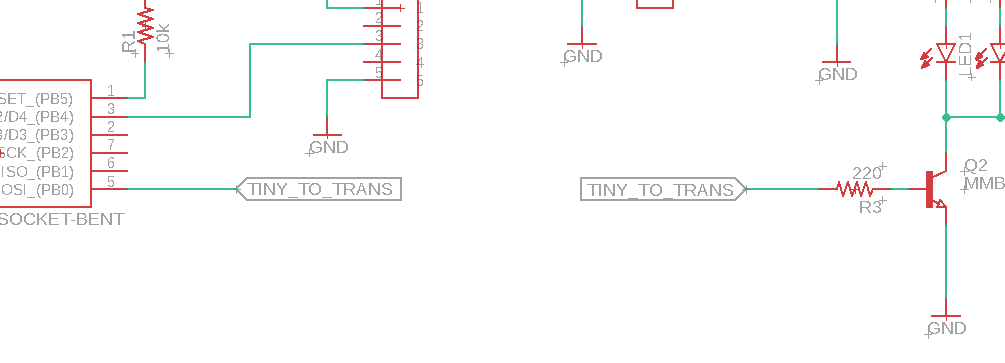 R1
10k
1
2
3
4
5
1
2
3
4
5
SET_(PB5)
2/D4_(PB4)
3/D3_(PB3)
SCK_(PB2)
ISO_(PB1)
OSI_(PB0)
1
3
2
7
6
5
SOCKET-BENT
GND
TINY_TO_TRANS
GND
GND
LED1
TINY_TO_TRANS
220
R3
Q2
MMB
GND